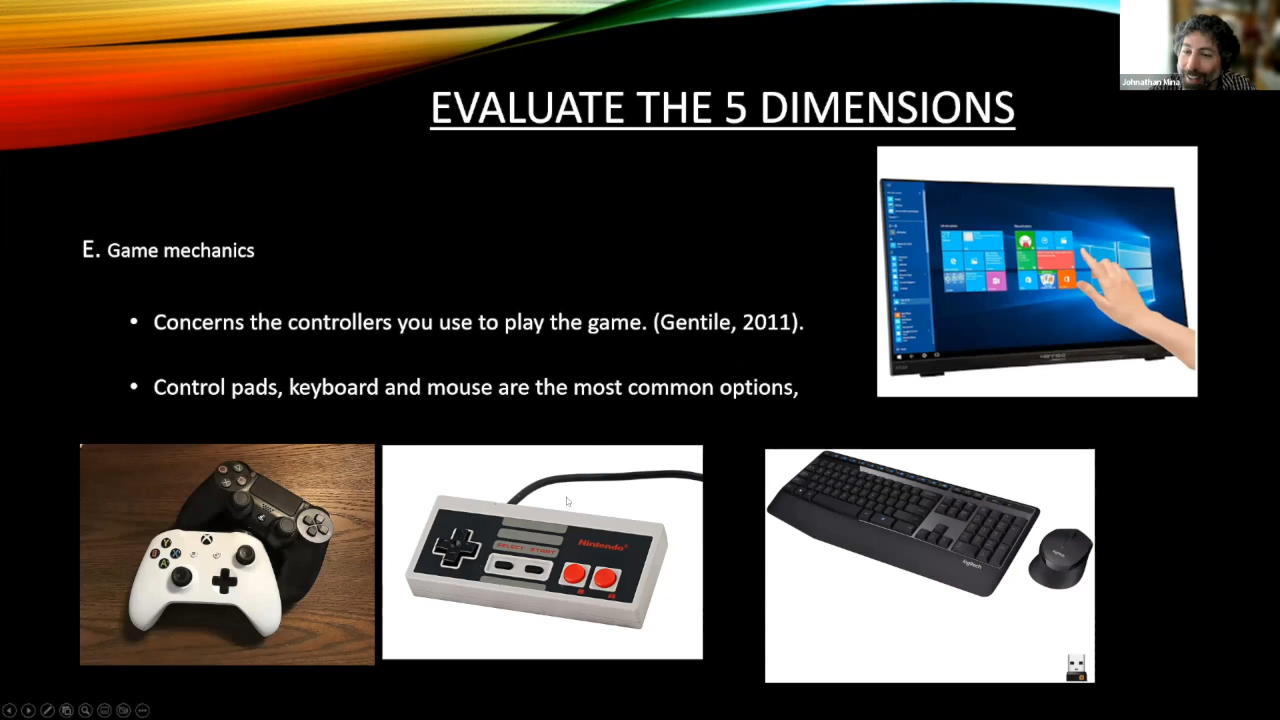 Johnathan Mina
EVALUATE THE 5 DIMENSIONS
E. Game mechanics
• Concerns the controllers you use to play the game. (Gentile, 2011).
• Control pads, keyboard and mouse are the most common options,
Y
X
B
A
SELECT START
Nintendo
B A
logitech